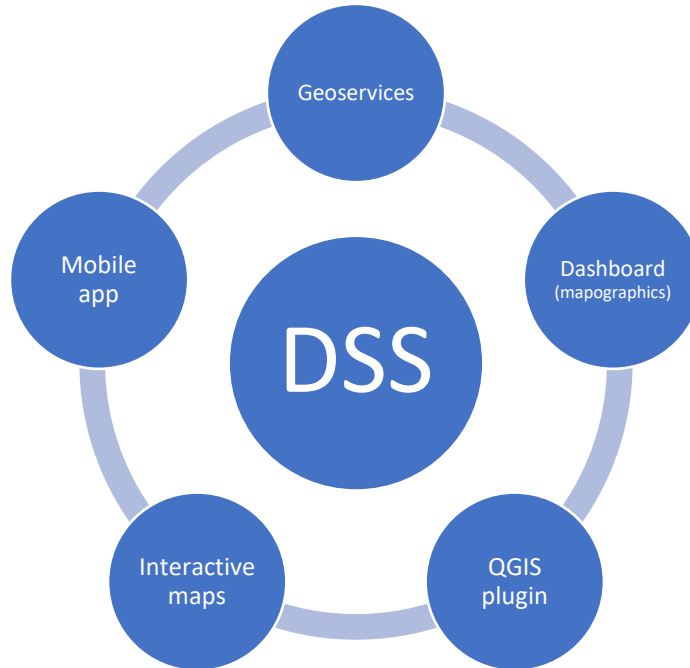 Geoservices
Dashboard
(mapographics)
Mobile
app
DSS
Interactive
maps
QGIS
plugin